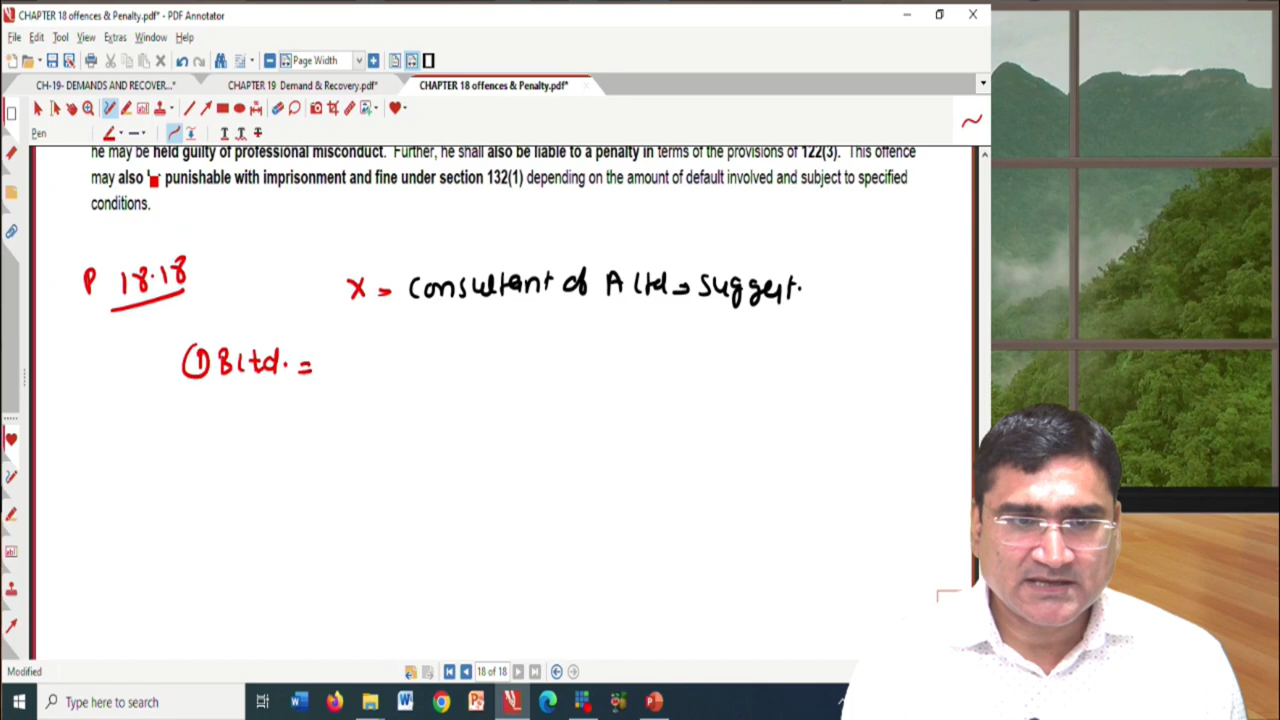 CHAPTER 18 offences & Penalty.pdf* - PDF Annotator
File Edit Tool View Extras Window Help
Page Width
CH-19- DEMANDS AND RECOVER...* CHAPTER 19 Demand & Recovery.pdf* CHAPTER 18 offences & Penalty.pdf*
Pen
he may be held guilty of professional misconduct. Further, he shall also be liable to a penalty in terms of the provisions of 122(3). This offence
may also punishable with imprisonment and fine under section 132(1) depending on the amount of default involved and subject to specified
conditions.
P 18.18 X = Consultant of A Ltd = Suggest.
① B Ltd. =
Modified 18 of 18
Type here to search